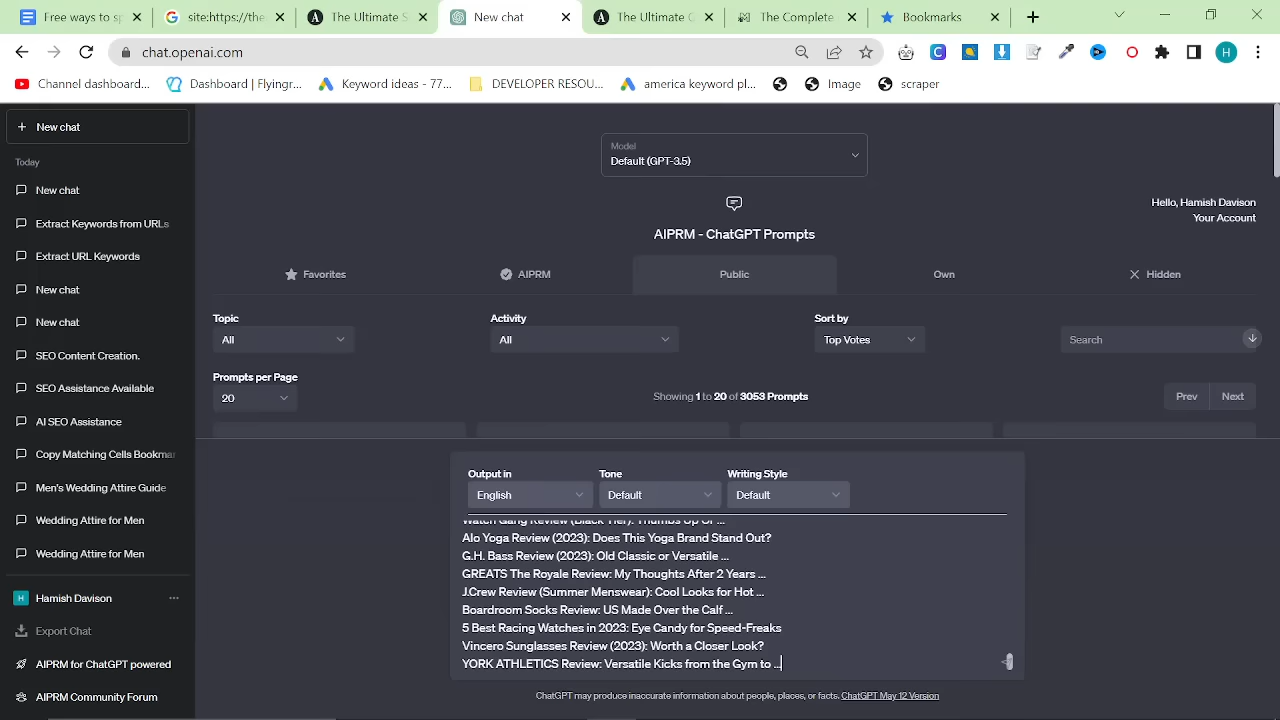 Free ways to sp
site:https://the
The Ultimate S
New chat
The Ultimate C
The Complete
Bookmarks
chat.openai.com
Channel dashboard...
Dashboard | Flyingr...
Keyword ideas - 77...
DEVELOPER RESOU...
america keyword pl...
Image
scraper
New chat
Today
New chat
Extract Keywords from URLs
Extract URL Keywords
New chat
New chat
SEO Content Creation.
SEO Assistance Available
AI SEO Assistance
Copy Matching Cells Bookmar
Men's Wedding Attire Guide
Wedding Attire for Men
Wedding Attire for Men
H Hamish Davison
Export Chat
AIPRM for ChatGPT powered
AIPRM Community Forum
Model
Default (GPT-3.5)
Hello, Hamish Davison
Your Account
AIPRM - ChatGPT Prompts
Favorites
AIPRM
Public
Own
Hidden
Topic
All
Activity
All
Sort by
Top Votes
Search
Prompts per Page
20
Showing 1 to 20 of 3053 Prompts
Prev
Next
Output in
English
Tone
Default
Writing Style
Default
Watch Gang Review (Black Tier): Thumbs Up Or ...
Alo Yoga Review (2023): Does This Yoga Brand Stand Out?
G.H. Bass Review (2023): Old Classic or Versatile ...
GREATS The Royale Review: My Thoughts After 2 Years ...
J.Crew Review (Summer Menswear): Cool Looks for Hot ...
Boardroom Socks Review: US Made Over the Calf ...
5 Best Racing Watches in 2023: Eye Candy for Speed-Freaks
Vincero Sunglasses Review (2023): Worth a Closer Look?
YORK ATHLETICS Review: Versatile Kicks from the Gym to ...
ChatGPT may produce inaccurate information about people, places, or facts. ChatGPT May 12 Version